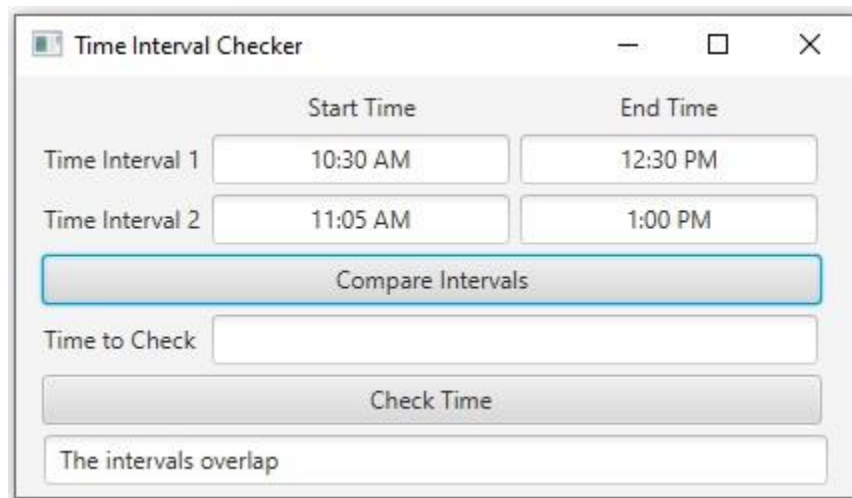 Time Interval Checker
Start Time End Time
Time Interval 1 10:30 AM 12:30 PM
Time Interval 2 11:05 AM 1:00 PM
Compare Intervals
Time to Check
Check Time
The intervals overlap